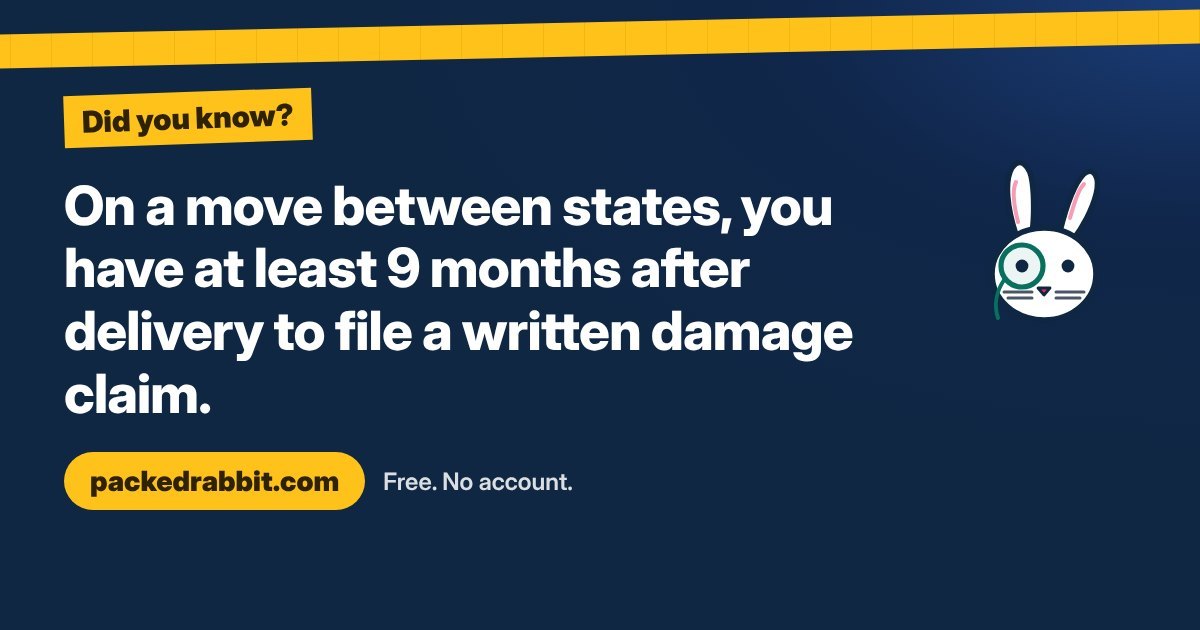 Did you know?
On a move between states, you
have at least 9 months after
delivery to file a written damage
claim.
packedrabbit.com
Free. No account.